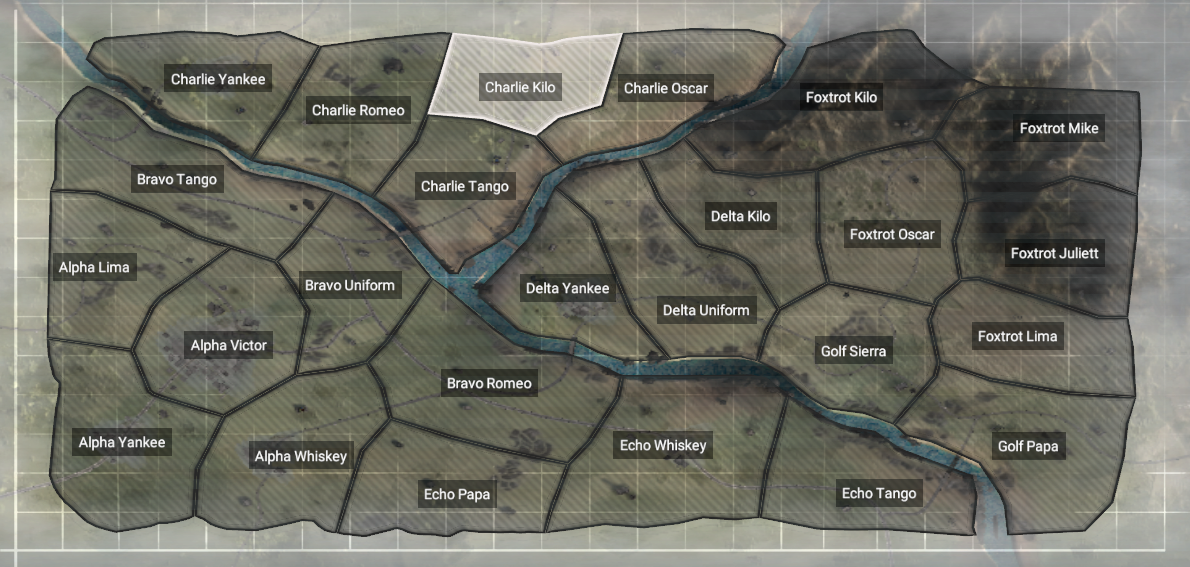 Charlie Yankee
Charlie Romeo
Charlie Kilo
Charlie Oscar
Foxtrot Kilo
Foxtrot Mike
Bravo Tango
Charlie Tango
Delta Kilo
Foxtrot Oscar
Foxtrot Juliett
Alpha Lima
Bravo Uniform
Delta Yankee
Delta Uniform
Foxtrot Lima
Alpha Victor
Golf Sierra
Bravo Romeo
Alpha Yankee
Alpha Whiskey
Echo Whiskey
Golf Papa
Echo Papa
Echo Tango